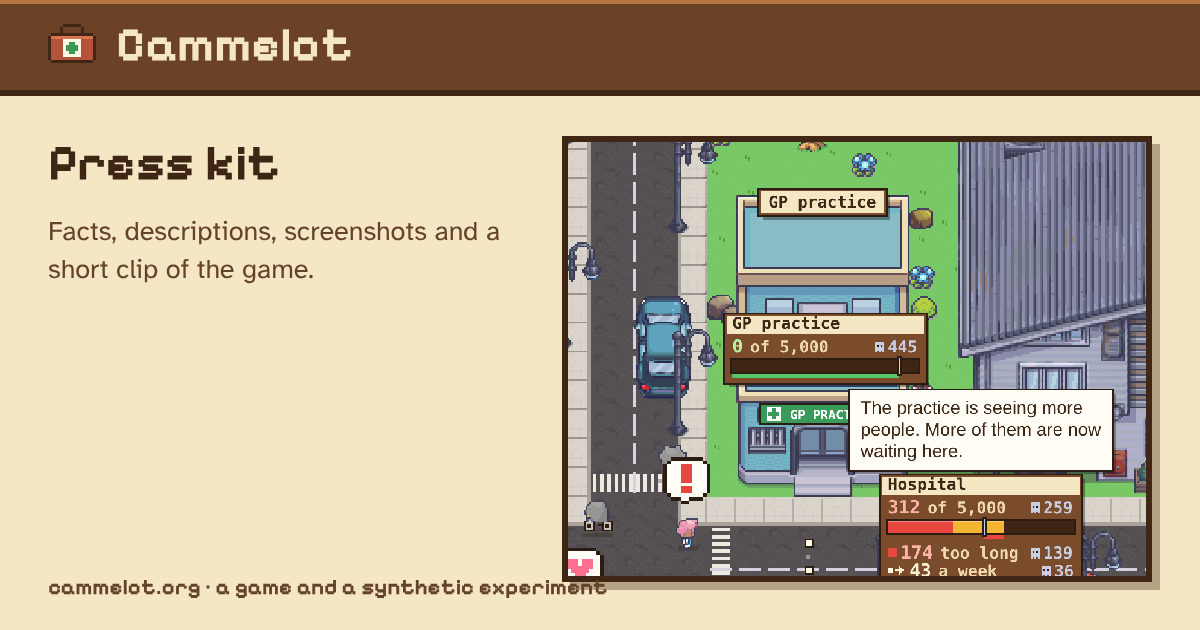 Cammelot
Press kit
Facts, descriptions, screenshots and a
short clip of the game.
GP practice
GP practice
0 of 5,000 445
GP PRACT
The practice is seeing more
people. More of them are now
waiting here.
Hospital
312 of 5,000 259
174 too long 139
43 a week 36
cammelot.org · a game and a synthetic experiment